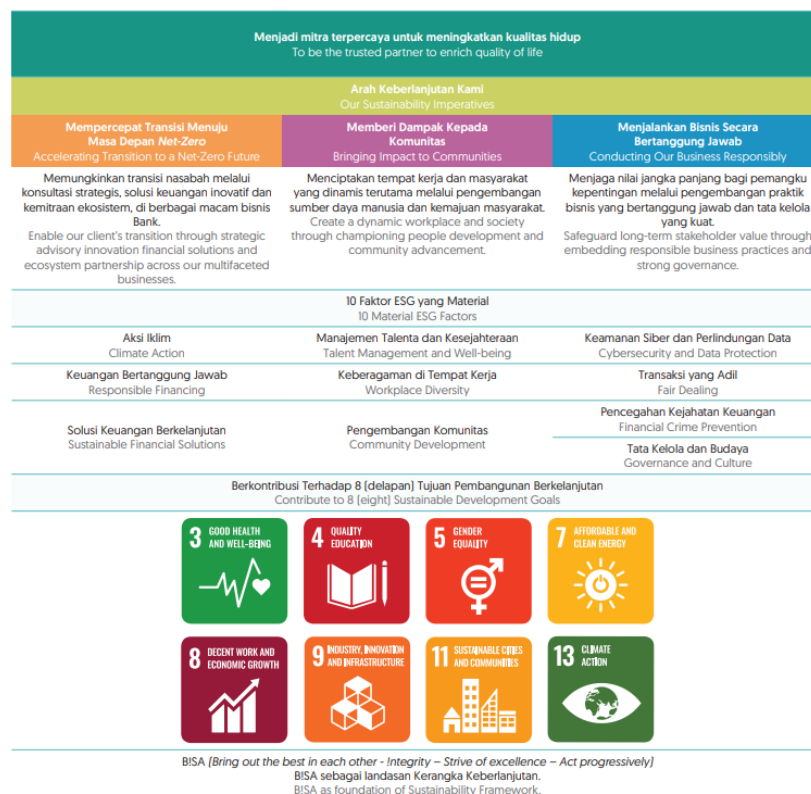 Menjadi mitra terpercaya untuk meningkatkan kualitas hidup
To be the trusted partner to enrich quality of life
Arah Keberlanjutan Kami
Our Sustainability Imperatives
Mempercepat Transisi Menuju
Masa Depan Net-Zero
Accelerating Transition to a Net-Zero Future
Memberi Dampak Kepada
Komunitas
Bringing Impact to Communities
Menjalankan Bisnis Secara
Bertanggung Jawab
Conducting Our Business Responsibly
Memungkinkan transisi nasabah melalui
konsultasi strategis, solusi keuangan inovatif dan
kemitraan ekosistem, di berbagai macam bisnis
Bank.
Enable our client's transition through strategic
advisory innovation financial solutions and
ecosystem partnership across our multifaceted
businesses.
Menciptakan tempat kerja dan masyarakat
yang dinamis terutama melalui pengembangan
sumber daya manusia dan kemajuan masyarakat.
Create a dynamic workplace and society
through championing people development and
community advancement.
Menjaga nilai jangka panjang bagi pemangku
kepentingan melalui pengembangan praktik
bisnis yang bertanggung jawab dan tata kelola
yang kuat.
Safeguard long-term stakeholder value through
embedding responsible business practices and
strong governance.
10 Faktor ESG yang Material
10 Material ESG Factors
Aksi Iklim
Climate Action
Manajemen Talenta dan Kesejahteraan
Talent Management and Well-being
Keamanan Siber dan Perlindungan Data
Cybersecurity and Data Protection
Keuangan Bertanggung Jawab
Responsible Financing
Keberagaman di Tempat Kerja
Workplace Diversity
Transaksi yang Adil
Fair Dealing
Solusi Keuangan Berkelanjutan
Sustainable Financial Solutions
Pengembangan Komunitas
Community Development
Pencegahan Kejahatan Keuangan
Financial Crime Prevention
Tata Kelola dan Budaya
Governance and Culture
Berkontribusi Terhadap 8 (delapan) Tujuan Pembangunan Berkelanjutan
Contribute to 8 (eight) Sustainable Development Goals
3 GOOD HEALTH
AND WELL-BEING
4 QUALITY
EDUCATION
5 GENDER
EQUALITY
7 AFFORDABLE AND
CLEAN ENERGY
8 DECENT WORK AND
ECONOMIC GROWTH
9 INDUSTRY, INNOVATION
AND INFRASTRUCTURE
11 SUSTAINABLE CITIES
AND COMMUNITIES
13 CLIMATE
ACTION
B!SA (Bring out the best in each other - !ntegrity – Strive of excellence – Act progressively)
B!SA sebagai landasan Kerangka Keberlanjutan.
B!SA as foundation of Sustainability Framework.